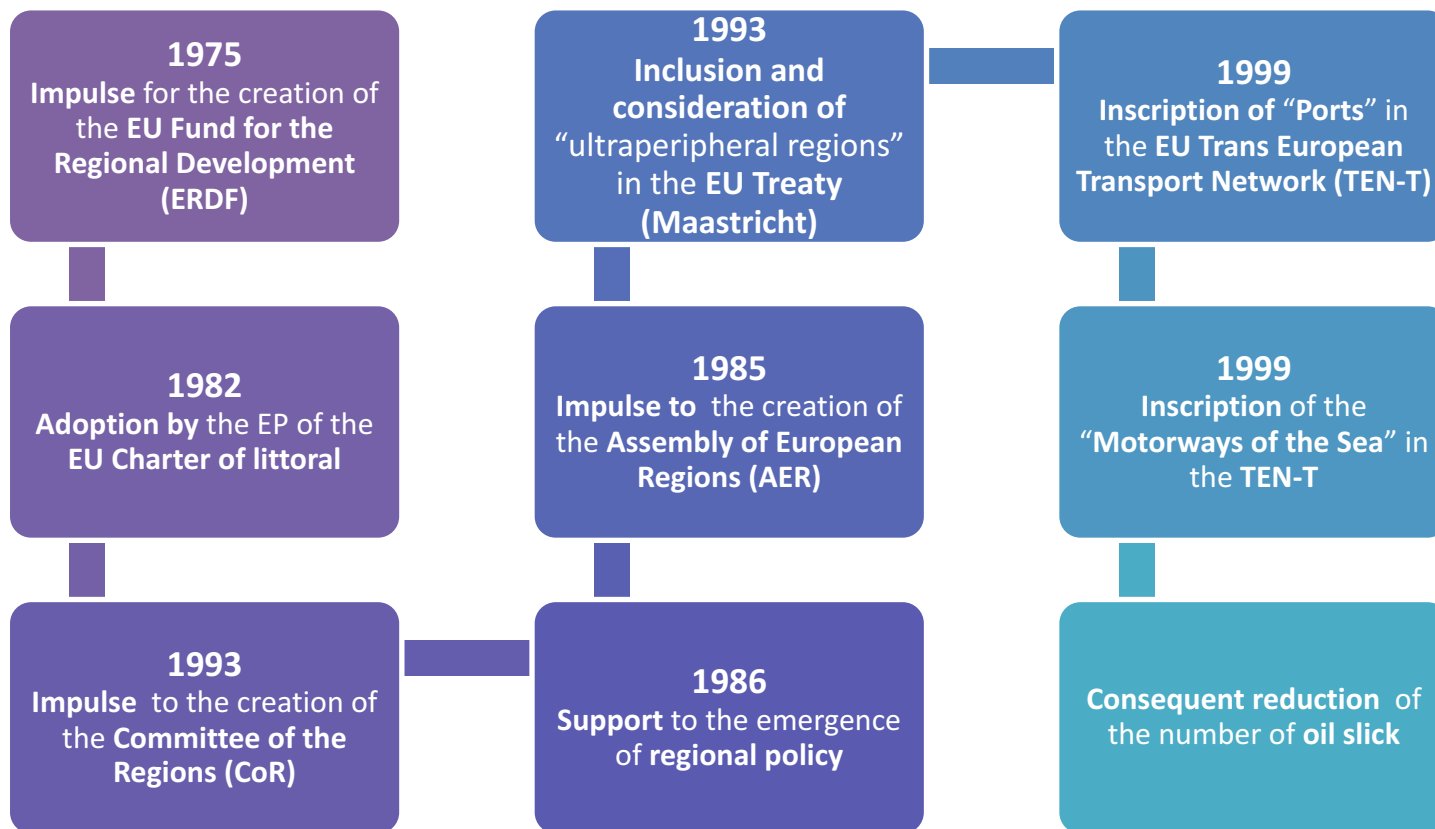 1975
Impulse for the creation of
the EU Fund for the
Regional Development
(ERDF)
1982
Adoption by the EP of the
EU Charter of littoral
1993
Impulse to the creation of
the Committee of the
Regions (CoR)
1986
Support to the emergence
of regional policy
1985
Impulse to the creation of
the Assembly of European
Regions (AER)
1993
Inclusion and
consideration of
“ultraperipheral regions”
in the EU Treaty
(Maastricht)
1999
Inscription of “Ports” in
the EU Trans European
Transport Network (TEN-T)
1999
Inscription of the
“Motorways of the Sea” in
the TEN-T
Consequent reduction of
the number of oil slick